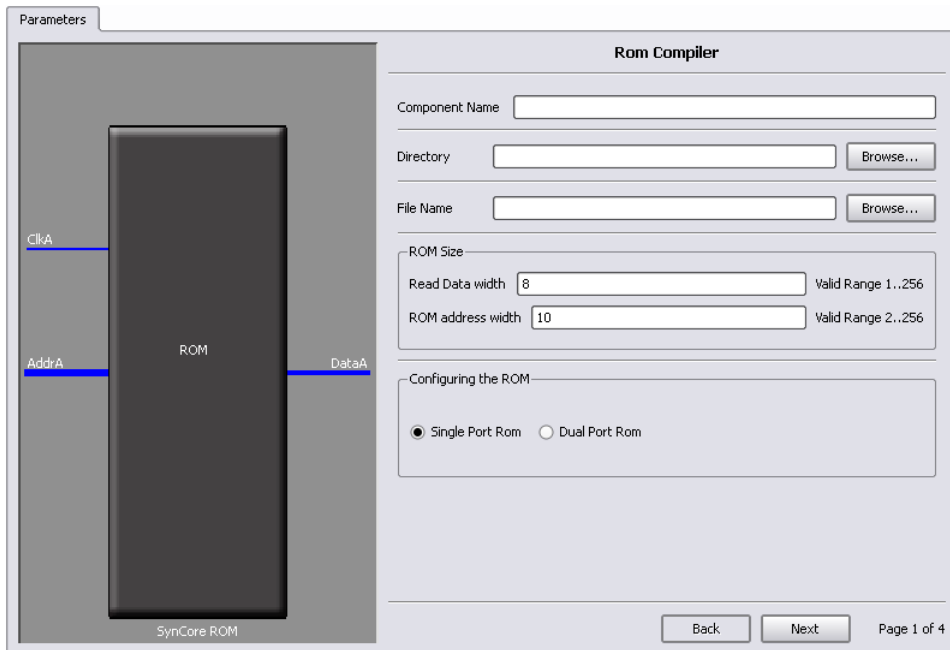 Parameters
Rom Compiler
Component Name
Directory Browse...
File Name Browse...
ROM Size
Read Data width 8 Valid Range 1..256
ROM address width 10 Valid Range 2..256
Configuring the ROM
Single Port Rom Dual Port Rom
ClkA
AddrA
ROM
DataA
SynCore ROM
Back Next Page 1 of 4